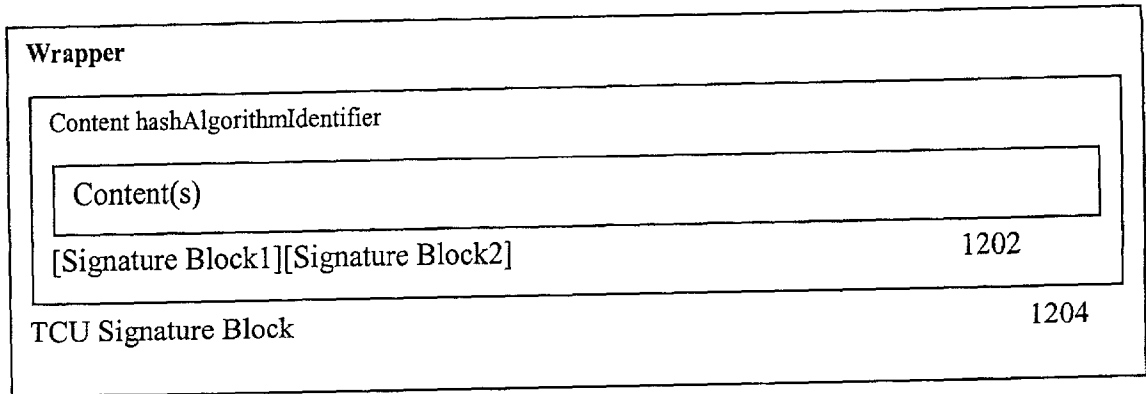 Wrapper
Content hashAlgorithmIdentifier
Content(s)
[Signature Block1][Signature Block2] 1202
TCU Signature Block 1204